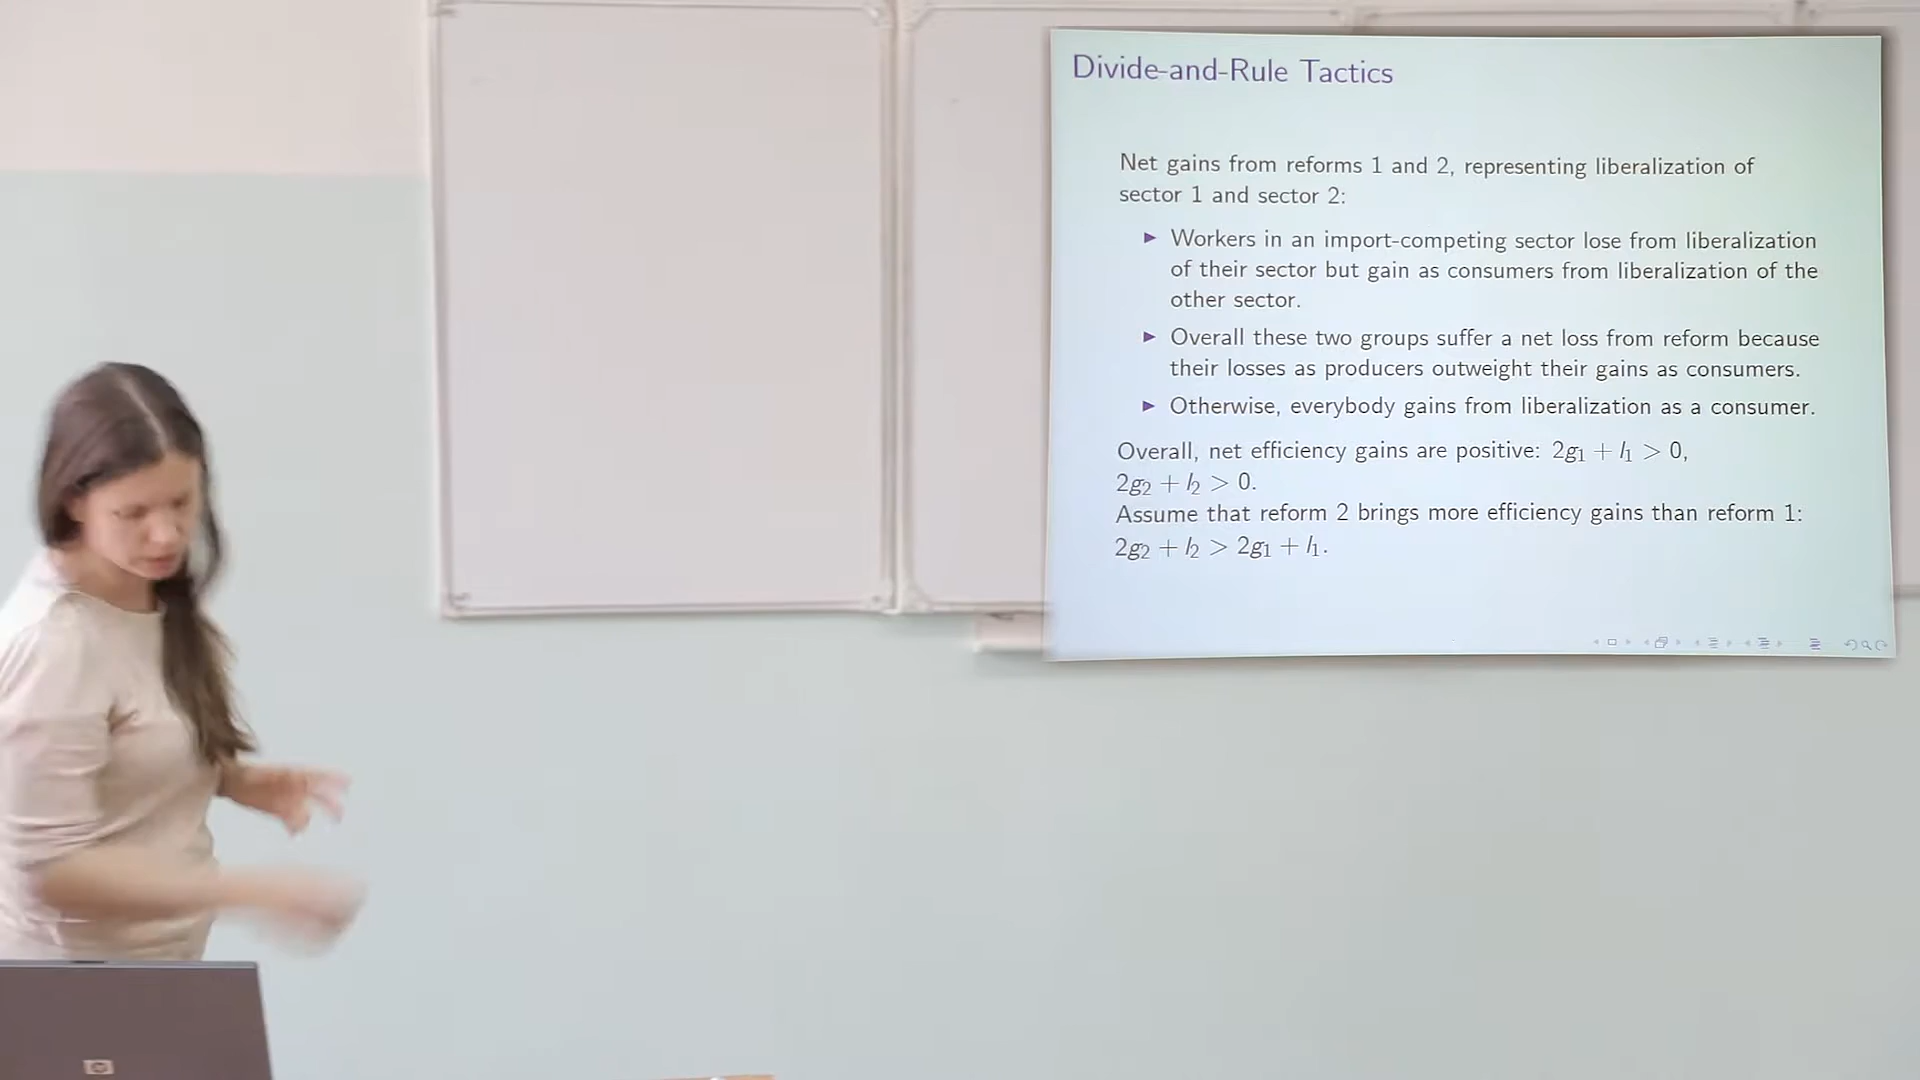 Divide-and-Rule Tactics
Net gains from reforms 1 and 2, representing liberalization of
sector 1 and sector 2:
► Workers in an import-competing sector lose from liberalization
of their sector but gain as consumers from liberalization of the
other sector.
► Overall these two groups suffer a net loss from reform because
their losses as producers outweight their gains as consumers.
► Otherwise, everybody gains from liberalization as a consumer.
Overall, net efficiency gains are positive: 2g₁ + l₁ > 0,
2g₂ + l₂ > 0.
Assume that reform 2 brings more efficiency gains than reform 1:
2g₂ + l₂ > 2g₁ + l₁.
hp